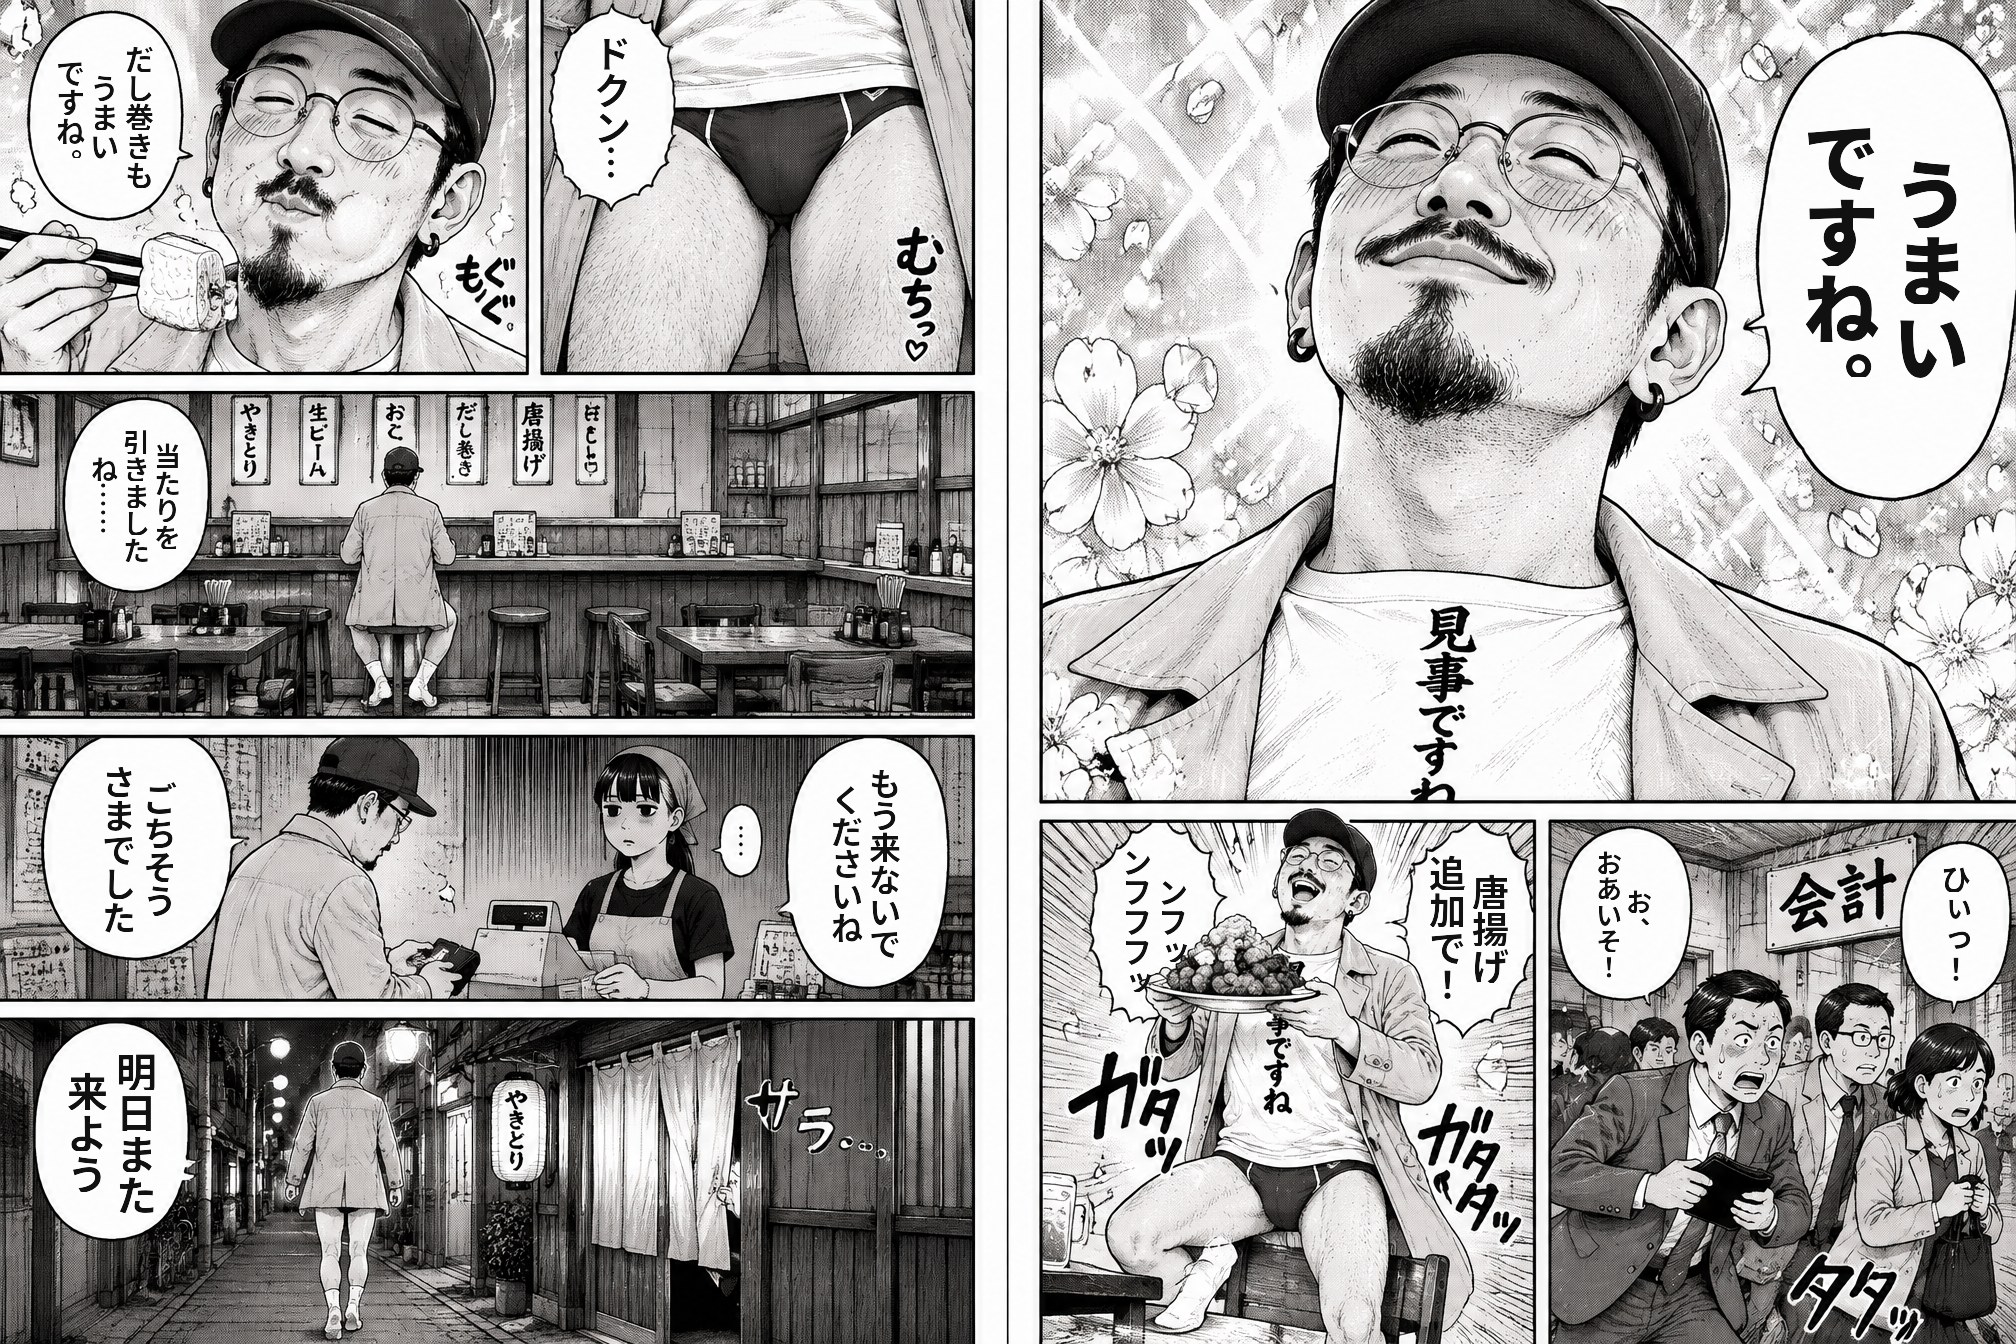 うまい
ですね。
見事ですね
ひぃっ！
会計
お、
おあいそ！
タタッ
唐揚げ
追加で！
ンフッ
ンフフフッ
事ですね
ガタッ
ガタタッ
ドクン…
むちっ♡
だし巻きも
うまい
ですね。
もぐもぐ。
当たりを
引きました
ね……
やきとり
だし巻き
唐揚げ
もう来ないで
くださいね
…
ごちそう
さまでした
明日また
来よう
やきとり
サラ…